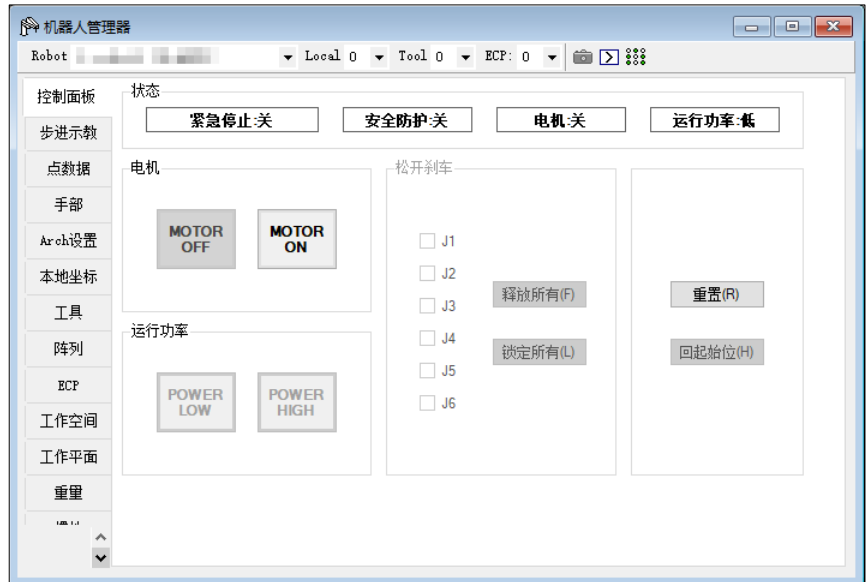 机器人管理器
Robot
Local 0 Tool 0 ECP: 0
控制面板
步进示教
点数据
手部
Arch设置
本地坐标
工具
阵列
ECP
工作空间
工作平面
重量
状态
紧急停止:关 安全防护:关 电机:关 运行功率:低
电机
MOTOR OFF
MOTOR ON
运行功率
POWER LOW
POWER HIGH
松开刹车
J1
J2
J3
J4
J5
J6
释放所有(F)
锁定所有(L)
重置(R)
回起始位(H)